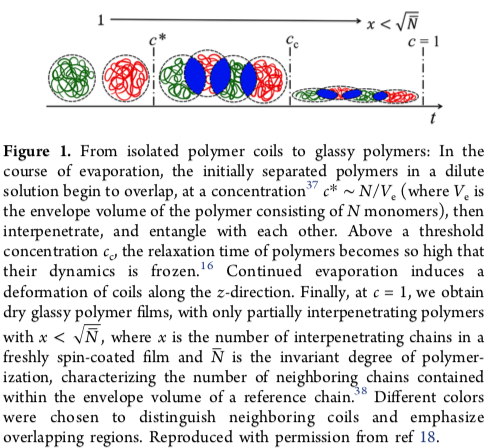 1 x < √N̅
c* c_c c = 1
t
Figure 1. From isolated polymer coils to glassy polymers: In the
course of evaporation, the initially separated polymers in a dilute
solution begin to overlap, at a concentration³⁷ c* ∼ N/Vₑ (where Vₑ is
the envelope volume of the polymer consisting of N monomers), then
interpenetrate, and entangle with each other. Above a threshold
concentration c_c, the relaxation time of polymers becomes so high that
their dynamics is frozen.¹⁶ Continued evaporation induces a
deformation of coils along the z-direction. Finally, at c = 1, we obtain
dry glassy polymer films, with only partially interpenetrating polymers
with x < √N̅, where x is the number of interpenetrating chains in a
freshly spin-coated film and N̅ is the invariant degree of polymer-
ization, characterizing the number of neighboring chains contained
within the envelope volume of a reference chain.³⁸ Different colors
were chosen to distinguish neighboring coils and emphasize
overlapping regions. Reproduced with permission from ref 18.